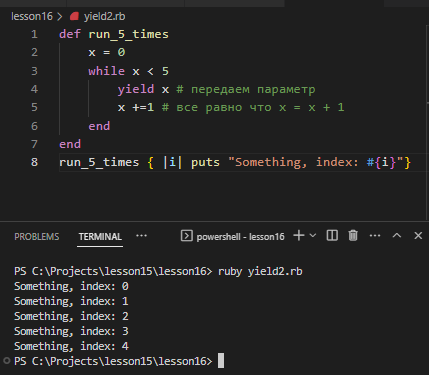 lesson16 > yield2.rb
1 def run_5_times
2     x = 0
3     while x < 5
4         yield x # передаем параметр
5         x +=1 # все равно что x = x + 1
6     end
7 end
8 run_5_times { |i| puts "Something, index: #{i}"}
PROBLEMS TERMINAL ··· powershell - lesson16
PS C:\Projects\lesson15\lesson16> ruby yield2.rb
Something, index: 0
Something, index: 1
Something, index: 2
Something, index: 3
Something, index: 4
PS C:\Projects\lesson15\lesson16>